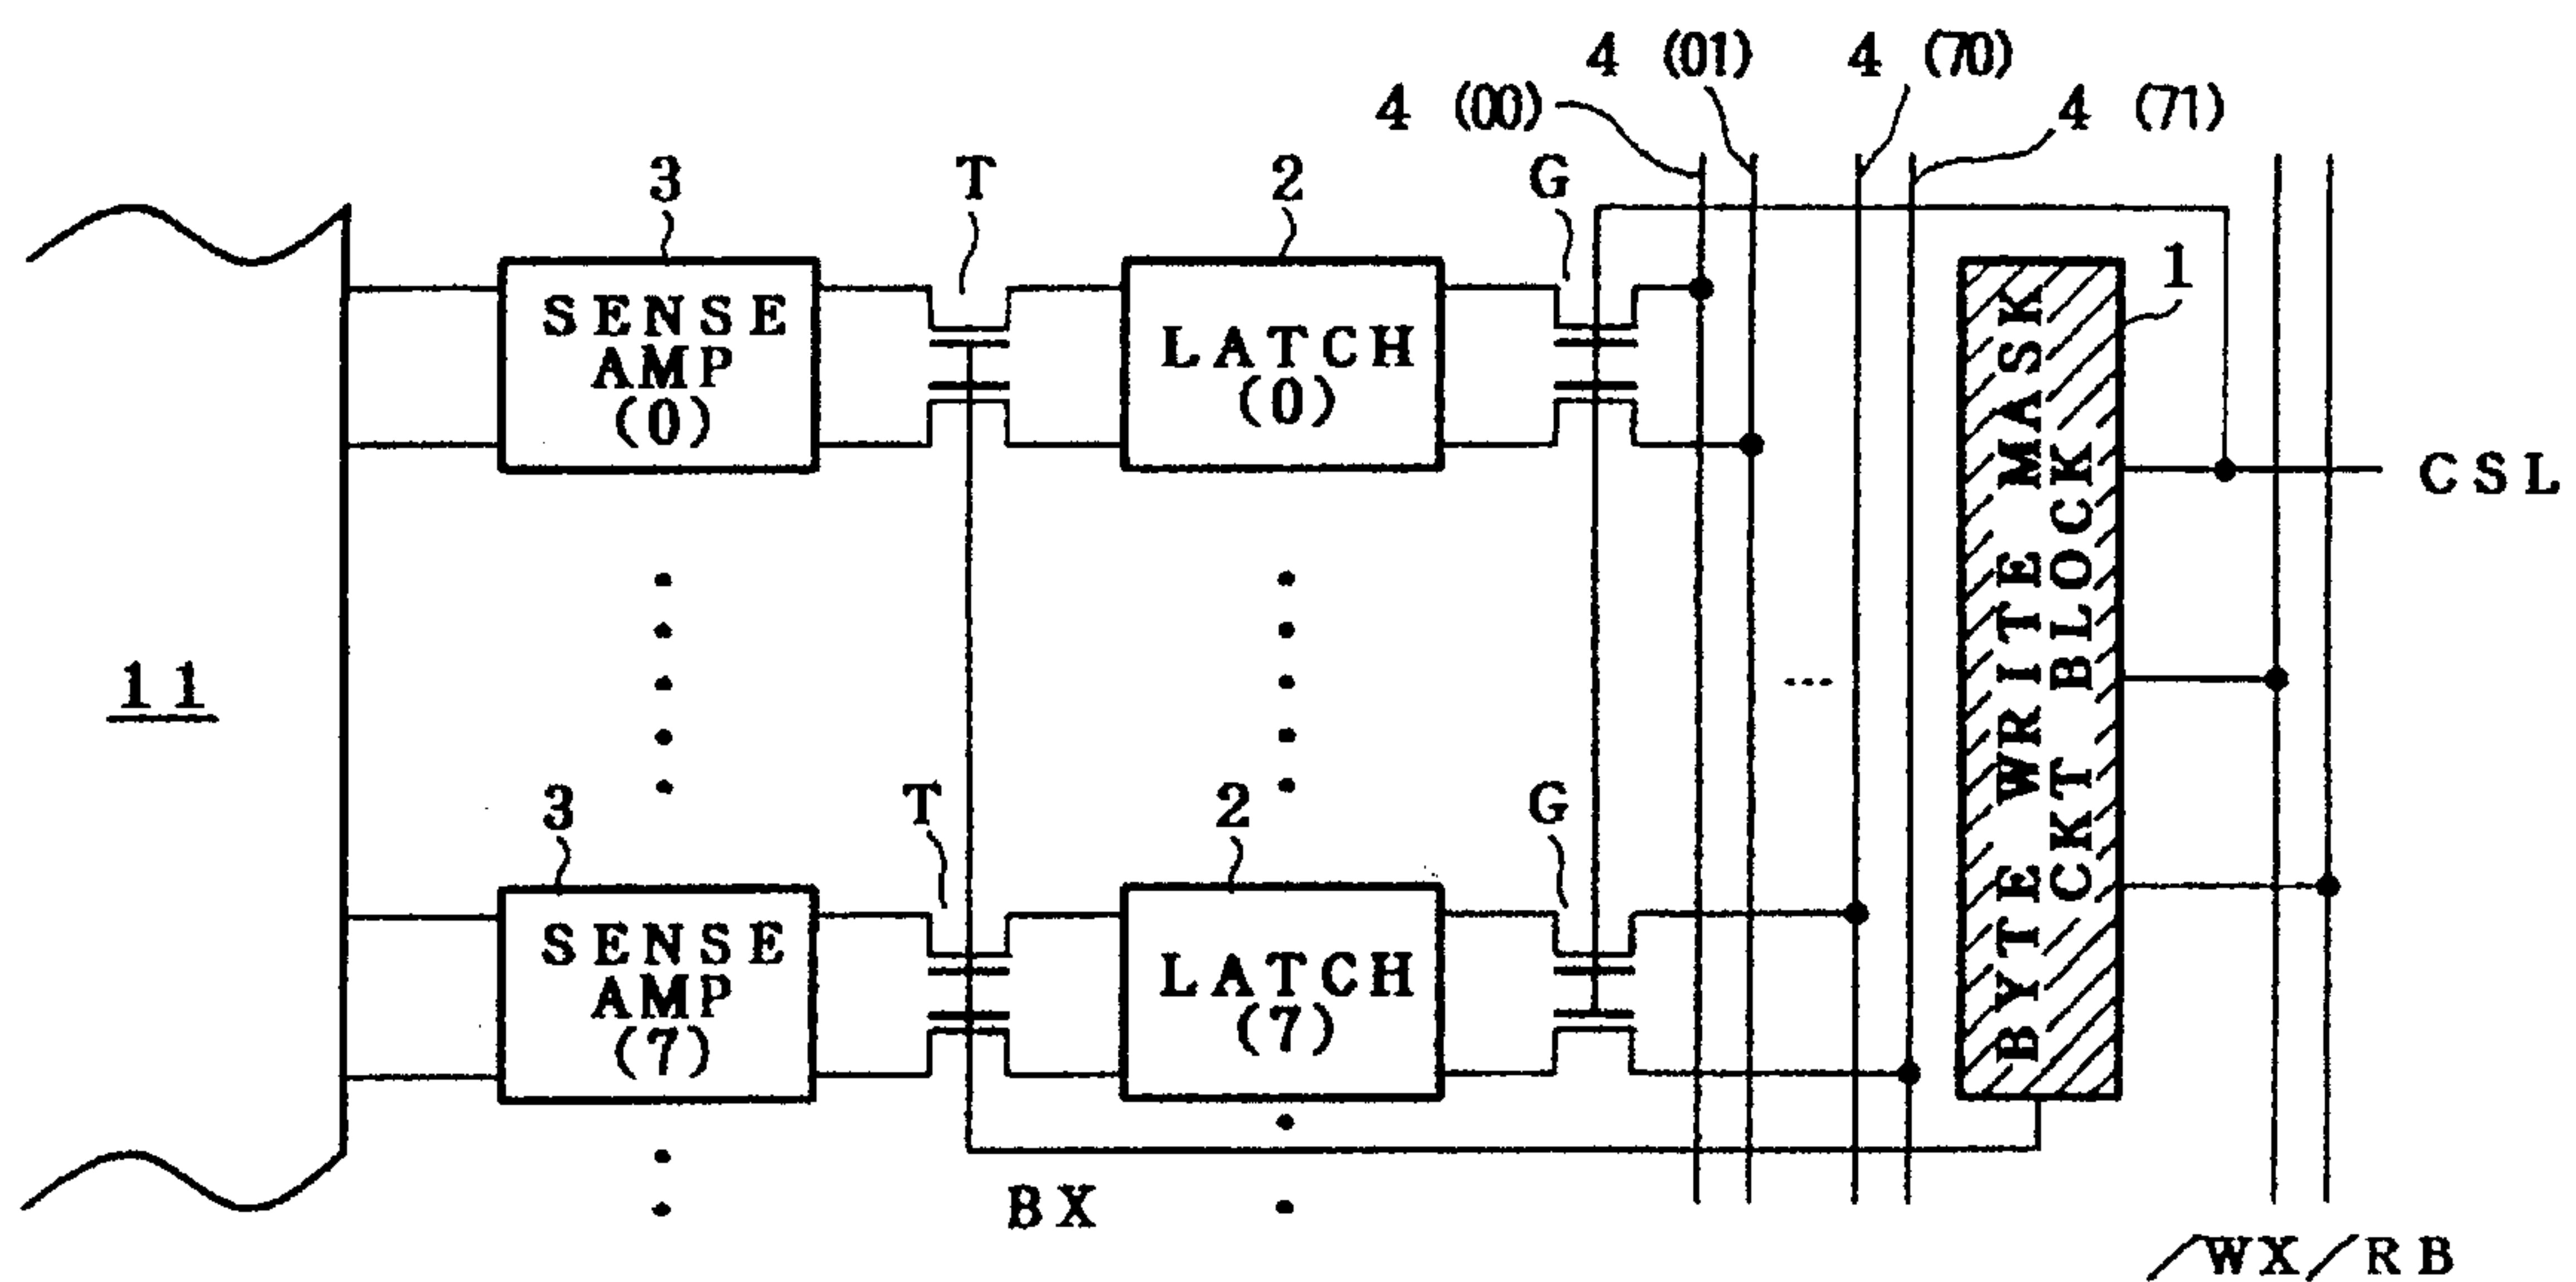 4 (01) 4 (70)
4 (00) 4 (71)
3 T 2 G
1
SENSE
AMP
(0)
LATCH
(0)
CSL
BYTE WRITE MASK
CKT BLOCK
11
3 T 2 G
SENSE
AMP
(7)
LATCH
(7)
BX
/WX/RB